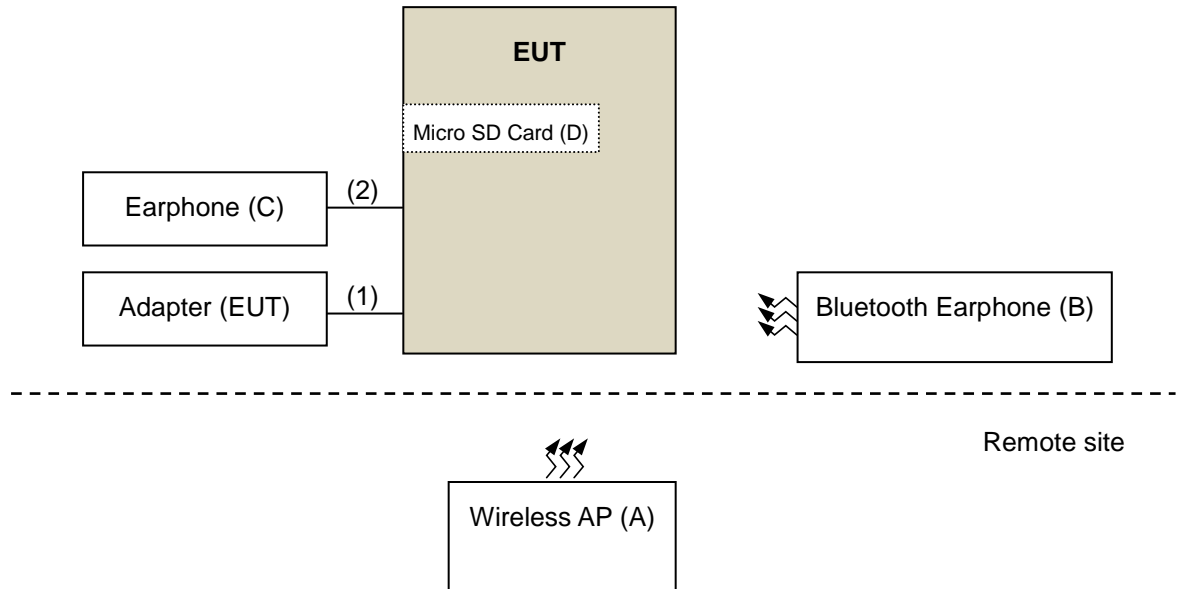 EUT
Micro SD Card (D)
Earphone (C)
(2)
Adapter (EUT)
(1)
Bluetooth Earphone (B)
Remote site
Wireless AP (A)